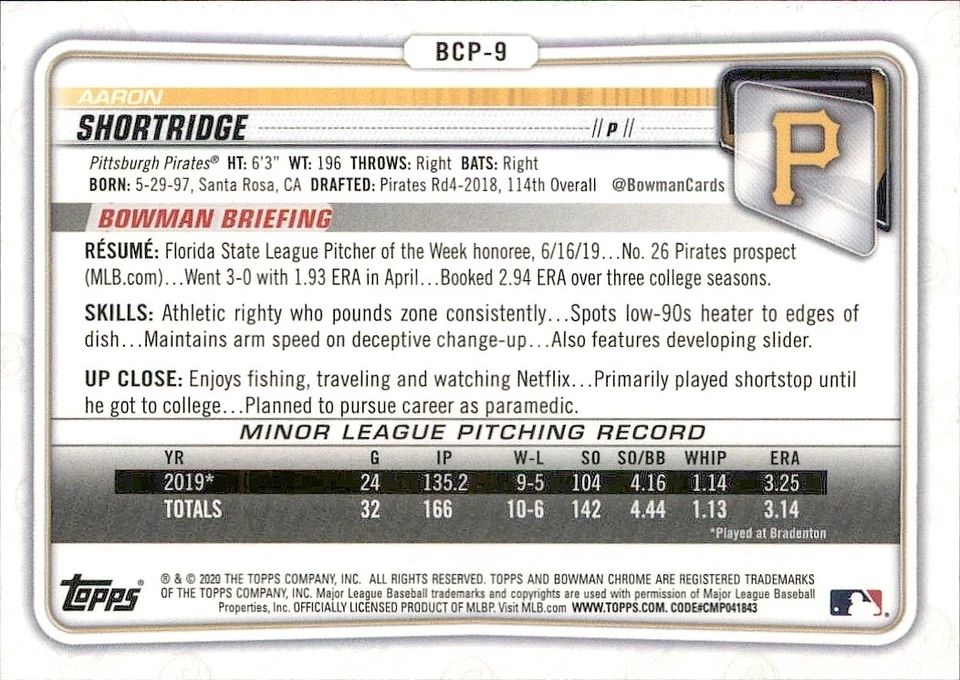 BCP-9
AARON
SHORTRIDGE //P//
P
Pittsburgh Pirates® HT: 6'3" WT: 196 THROWS: Right BATS: Right
BORN: 5-29-97, Santa Rosa, CA DRAFTED: Pirates Rd4-2018, 114th Overall @BowmanCards
BOWMAN BRIEFING
RÉSUMÉ: Florida State League Pitcher of the Week honoree, 6/16/19...No. 26 Pirates prospect
(MLB.com)...Went 3-0 with 1.93 ERA in April...Booked 2.94 ERA over three college seasons.
SKILLS: Athletic righty who pounds zone consistently...Spots low-90s heater to edges of
dish...Maintains arm speed on deceptive change-up...Also features developing slider.
UP CLOSE: Enjoys fishing, traveling and watching Netflix...Primarily played shortstop until
he got to college...Planned to pursue career as paramedic.
MINOR LEAGUE PITCHING RECORD
YR G IP W-L SO SO/BB WHIP ERA
2019* 24 135.2 9-5 104 4.16 1.14 3.25
TOTALS 32 166 10-6 142 4.44 1.13 3.14
*Played at Bradenton
Topps®
® & © 2020 THE TOPPS COMPANY, INC. ALL RIGHTS RESERVED. TOPPS AND BOWMAN CHROME ARE REGISTERED TRADEMARKS
OF THE TOPPS COMPANY, INC. Major League Baseball trademarks and copyrights are used with permission of Major League Baseball
Properties, Inc. OFFICIALLY LICENSED PRODUCT OF MLBP. Visit MLB.com WWW.TOPPS.COM. CODE#CMP041843